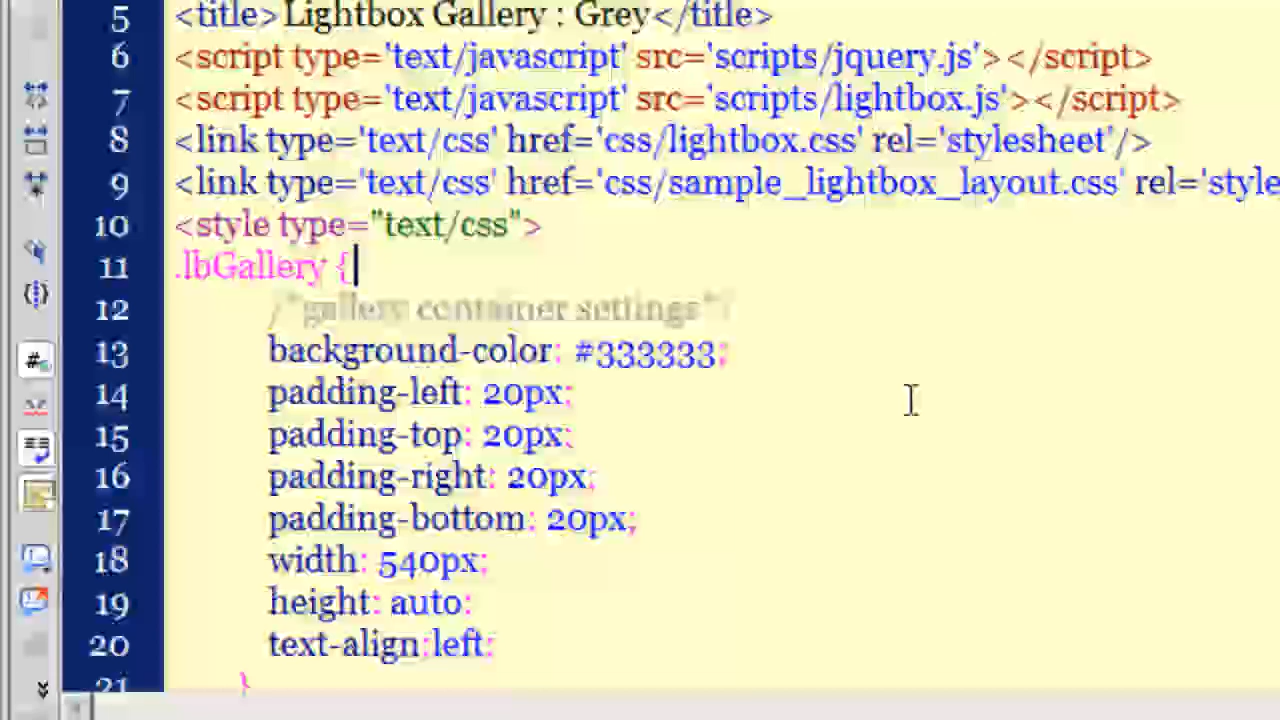 5 <title>Lightbox Gallery : Grey</title>
6 <script type='text/javascript' src='scripts/jquery.js'></script>
7 <script type='text/javascript' src='scripts/lightbox.js'></script>
8 <link type='text/css' href='css/lightbox.css' rel='stylesheet'/>
9 <link type='text/css' href='css/sample_lightbox_layout.css' rel='style
10 <style type="text/css">
11 .lbGallery {
12 /*gallery container settings*/
13 background-color: #333333;
14 padding-left: 20px;
15 padding-top: 20px;
16 padding-right: 20px;
17 padding-bottom: 20px;
18 width: 540px;
19 height: auto;
20 text-align:left;
21 }